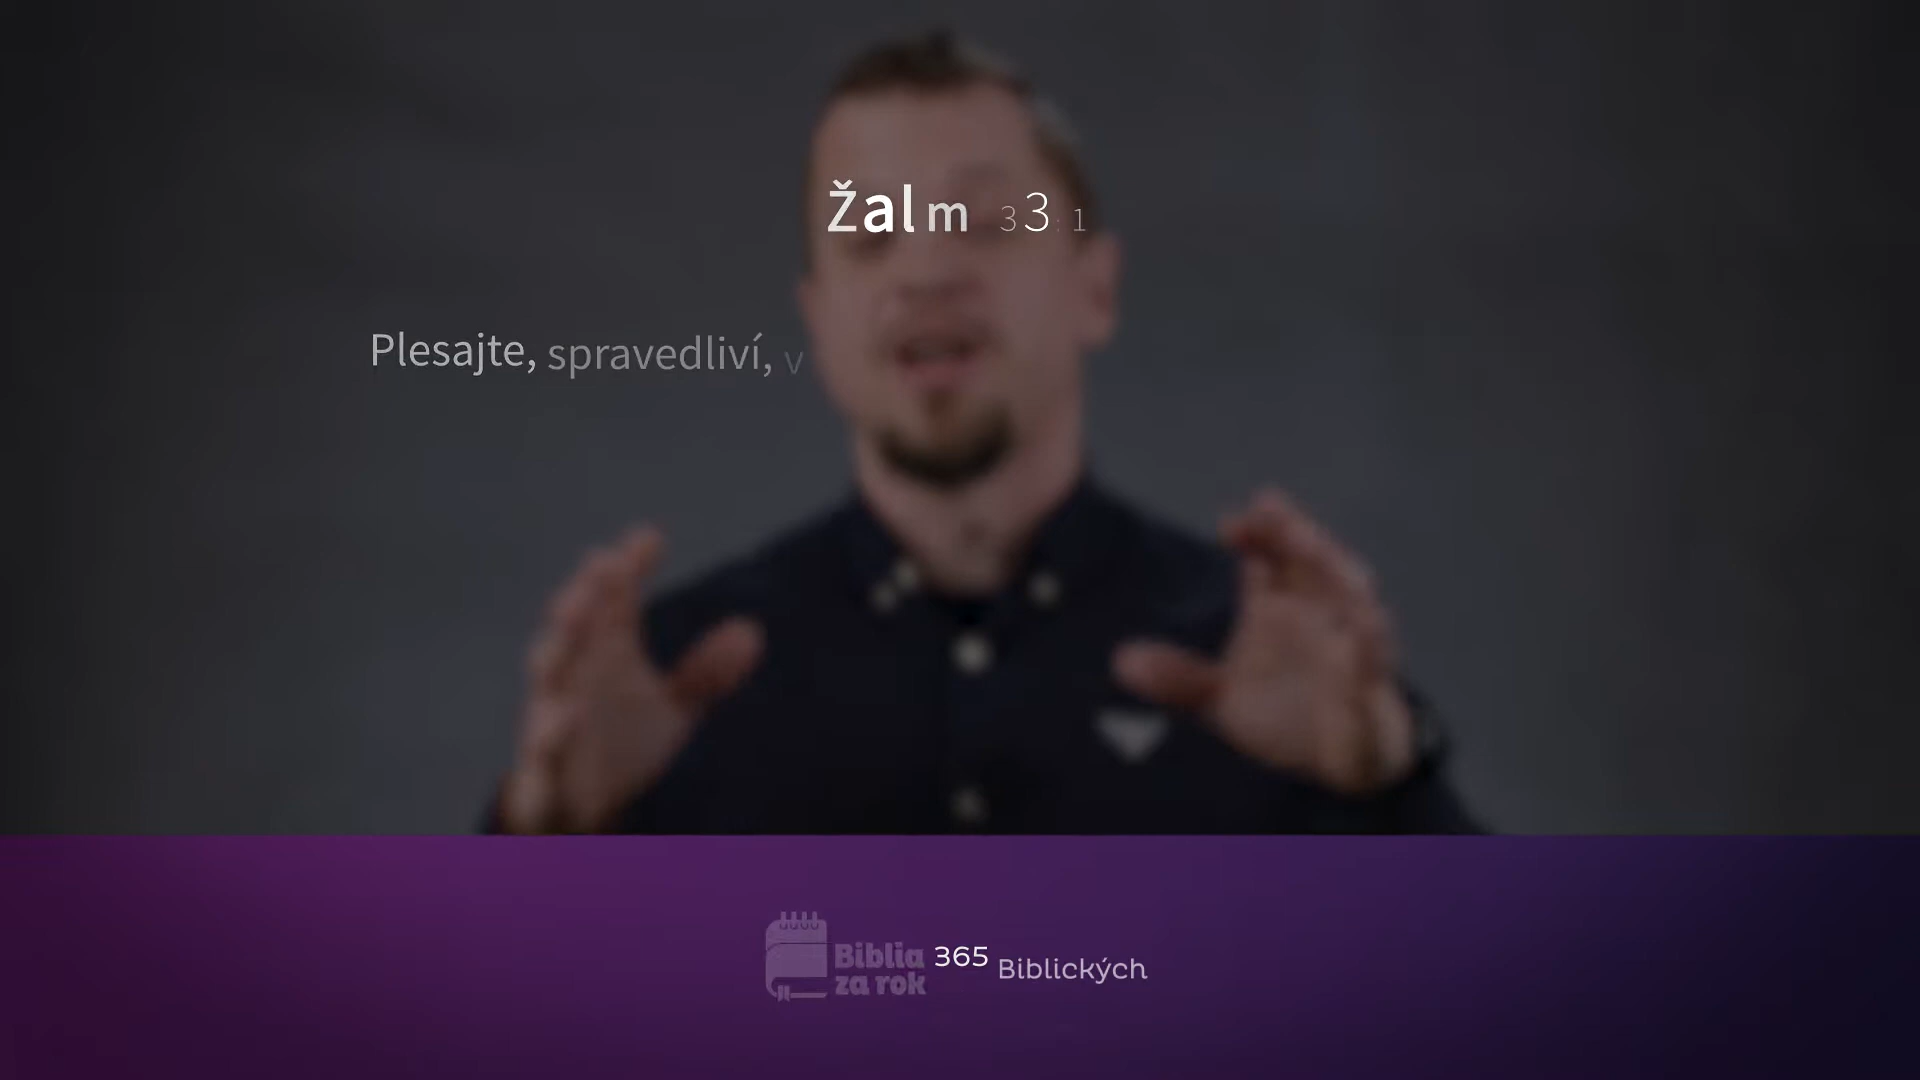 Žalm 33:1
Plesajte, spravedliví, v
Biblia
za rok
365 Biblických